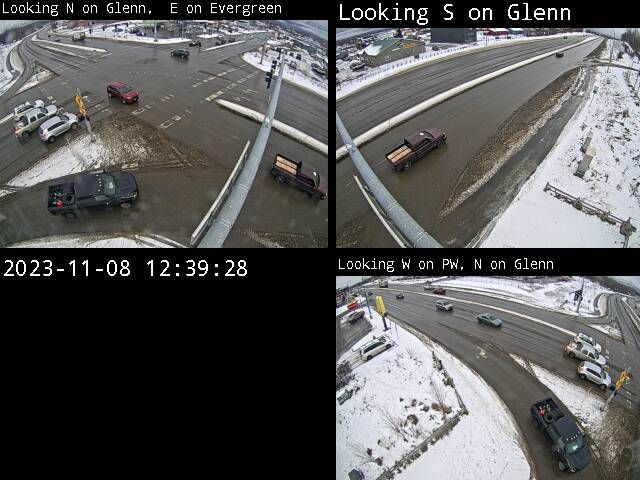 Looking N on Glenn, E on Evergreen
Looking S on Glenn
2023-11-08 12:39:28
Looking W on PW, N on Glenn